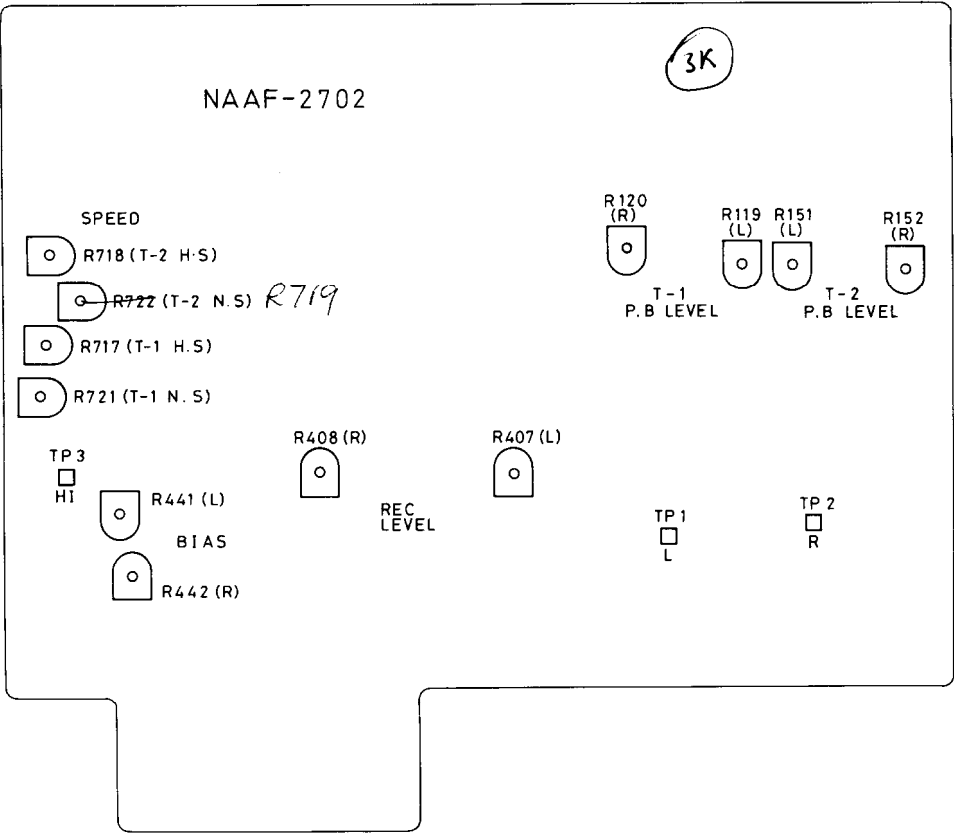 3K
NAAF-2702
R120
(R)
R119
(L)
R151
(L)
R152
(R)
T-1
P.B LEVEL
T-2
P.B LEVEL
SPEED
R718 (T-2 H·S)
R722 (T-2 N.S) R719
R717 (T-1 H.S)
R721 (T-1 N.S)
TP3
HI
R441 (L)
BIAS
R442 (R)
R408 (R)
R407 (L)
REC
LEVEL
TP1
L
TP2
R